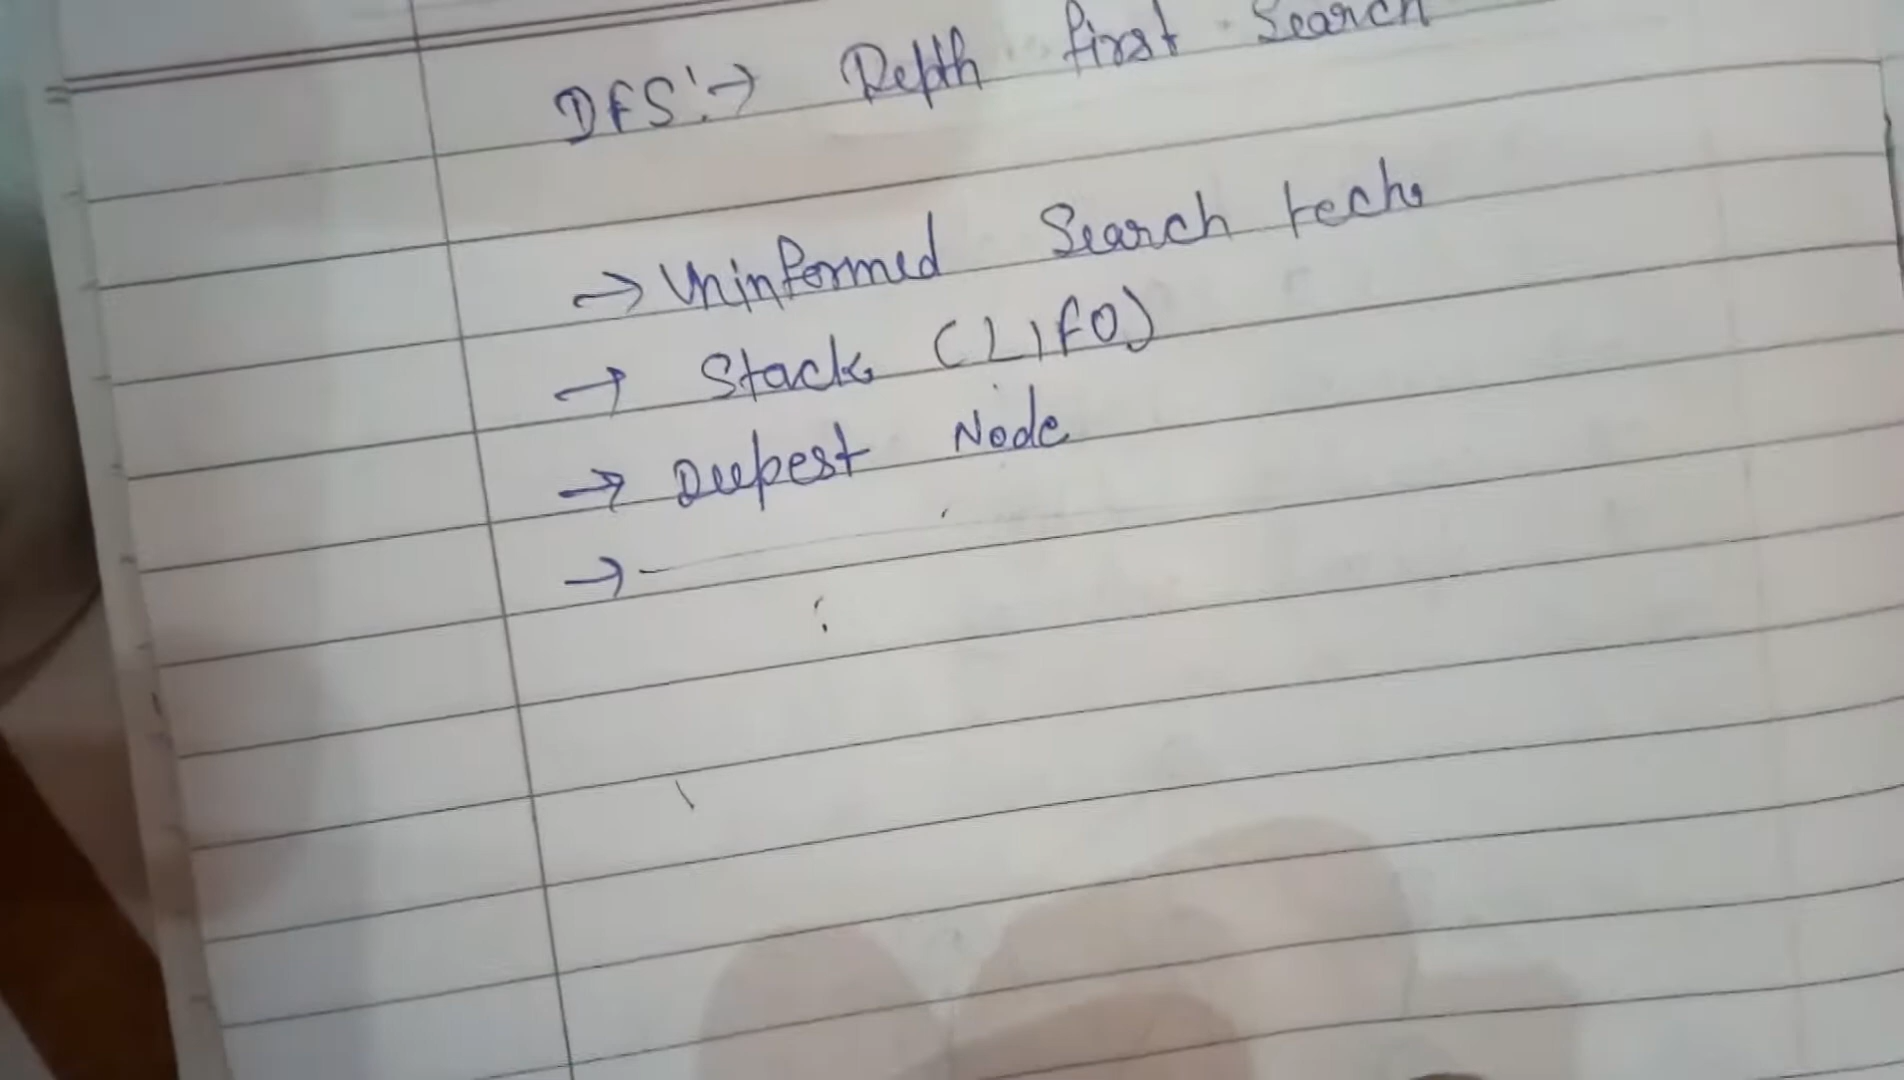 DFS:→ Depth first Search
→ Uninformed Search tech.
→ Stack (LIFO)
→ Deepest Node
→ -